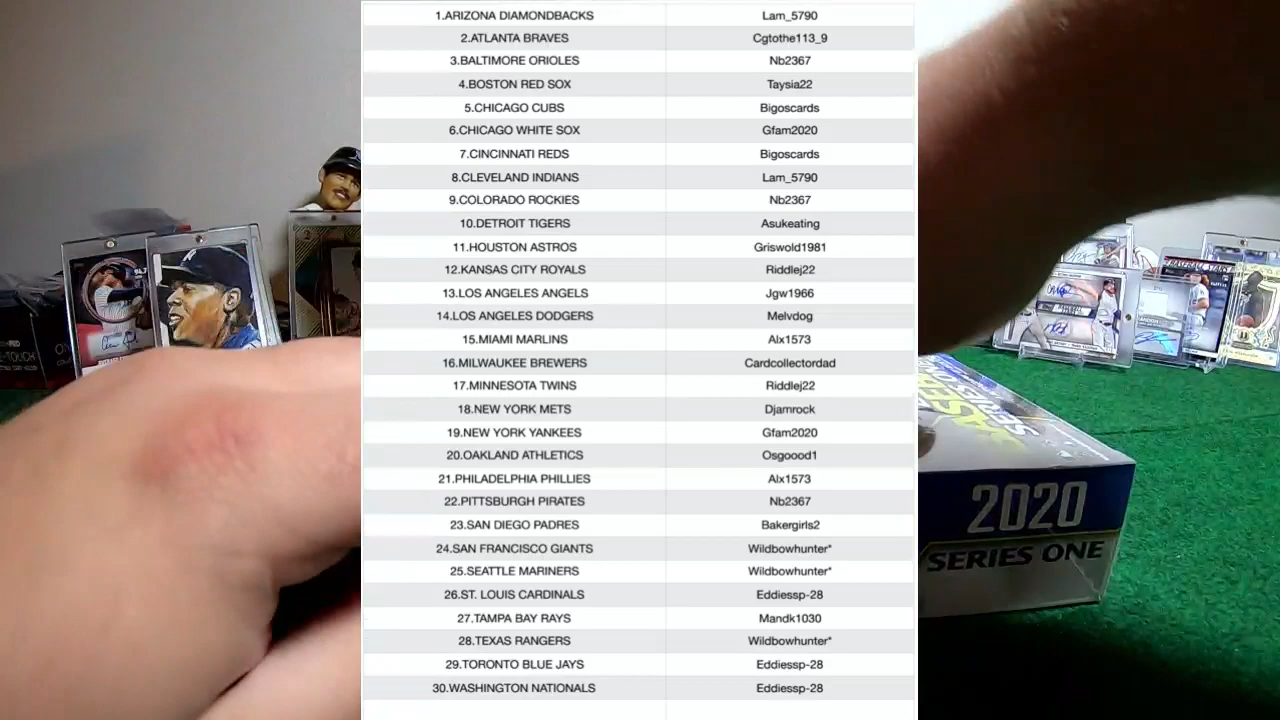 1.ARIZONA DIAMONDBACKS Lam_5790
2.ATLANTA BRAVES Cgtothe113_9
3.BALTIMORE ORIOLES Nb2367
4.BOSTON RED SOX Taysia22
5.CHICAGO CUBS Bigoscards
6.CHICAGO WHITE SOX Gfam2020
7.CINCINNATI REDS Bigoscards
8.CLEVELAND INDIANS Lam_5790
9.COLORADO ROCKIES Nb2367
10.DETROIT TIGERS Asukeating
11.HOUSTON ASTROS Griswold1981
12.KANSAS CITY ROYALS Riddlej22
13.LOS ANGELES ANGELS Jgw1966
14.LOS ANGELES DODGERS Melvdog
15.MIAMI MARLINS Alx1573
16.MILWAUKEE BREWERS Cardcollectordad
17.MINNESOTA TWINS Riddlej22
18.NEW YORK METS Djamrock
19.NEW YORK YANKEES Gfam2020
20.OAKLAND ATHLETICS Osgoood1
21.PHILADELPHIA PHILLIES Alx1573
22.PITTSBURGH PIRATES Nb2367
23.SAN DIEGO PADRES Bakergirls2
24.SAN FRANCISCO GIANTS Wildbowhunter*
25.SEATTLE MARINERS Wildbowhunter*
26.ST. LOUIS CARDINALS Eddiessp-28
27.TAMPA BAY RAYS Mandk1030
28.TEXAS RANGERS Wildbowhunter*
29.TORONTO BLUE JAYS Eddiessp-28
30.WASHINGTON NATIONALS Eddiessp-28
BASEBALL STARS
SERIES ONE
2020
SERIES ONE